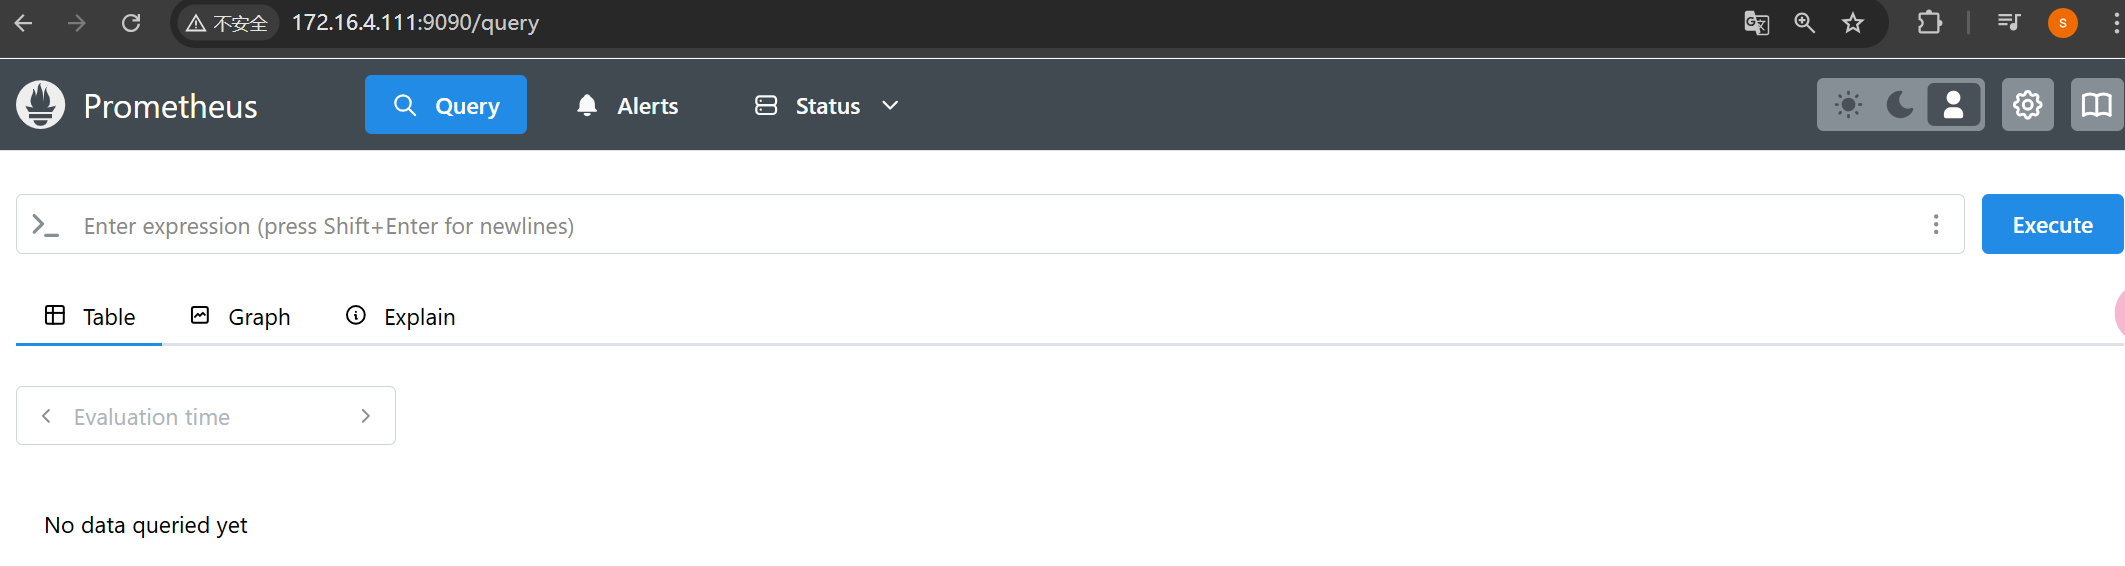 不安全 172.16.4.111:9090/query
s
Prometheus Query Alerts Status
Enter expression (press Shift+Enter for newlines) Execute
Table Graph Explain
Evaluation time
No data queried yet